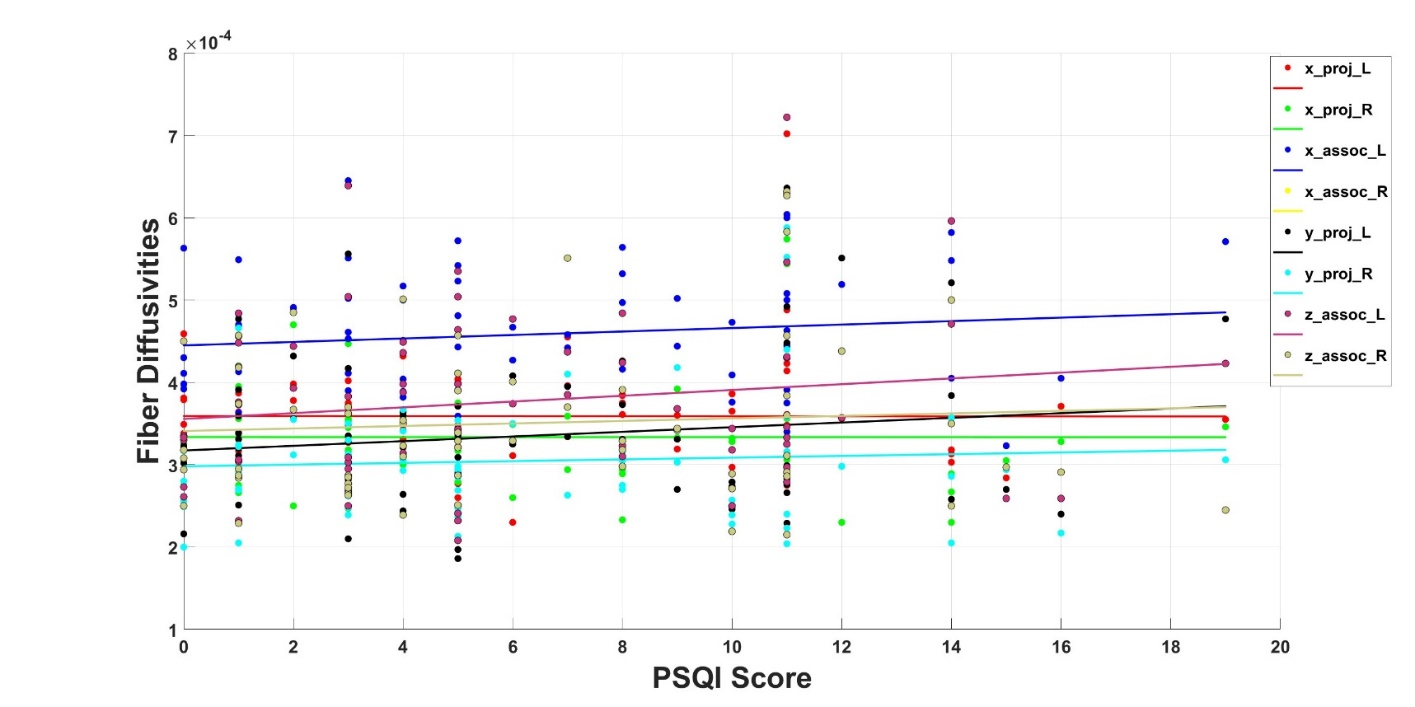 ×10⁻⁴
8
7
6
5
4
3
2
1
Fiber Diffusivities
0 2 4 6 8 10 12 14 16 18 20
PSQI Score
x_proj_L
x_proj_R
x_assoc_L
x_assoc_R
y_proj_L
y_proj_R
z_assoc_L
z_assoc_R